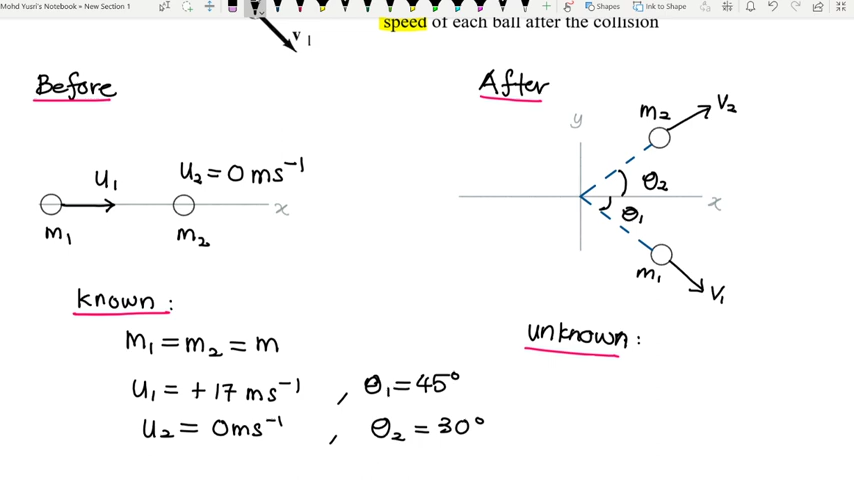 Mohd Yusri's Notebook » New Section 1
Shapes
Ink to Shape
V1
speed of each ball after the collision
Before
After
U1
U2 = 0 ms⁻¹
x
m1
m2
y
m2
V2
θ2
x
θ1
m1
V1
known :
m1 = m2 = m
U1 = + 17 ms⁻¹ , θ1 = 45°
U2 = 0 ms⁻¹ , θ2 = 30°
unknown :